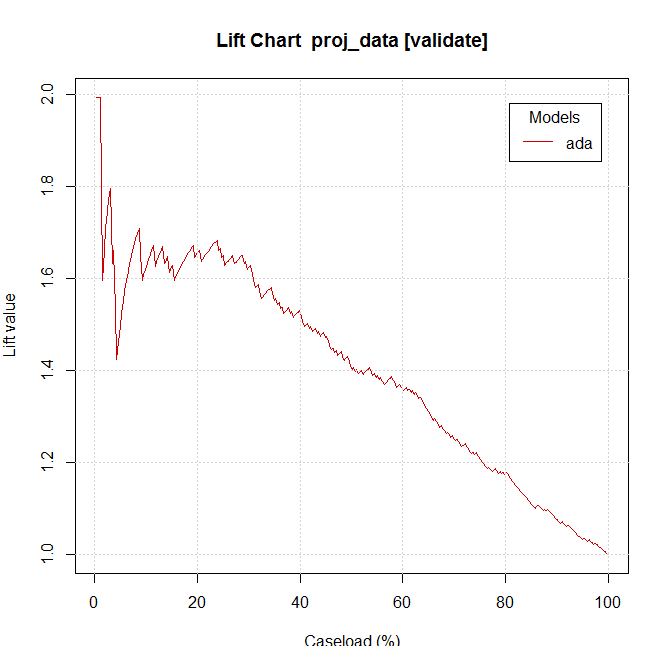 Lift Chart proj_data [validate]
Models
ada
Lift value
2.0
1.8
1.6
1.4
1.2
1.0
0 20 40 60 80 100
Caseload (%)